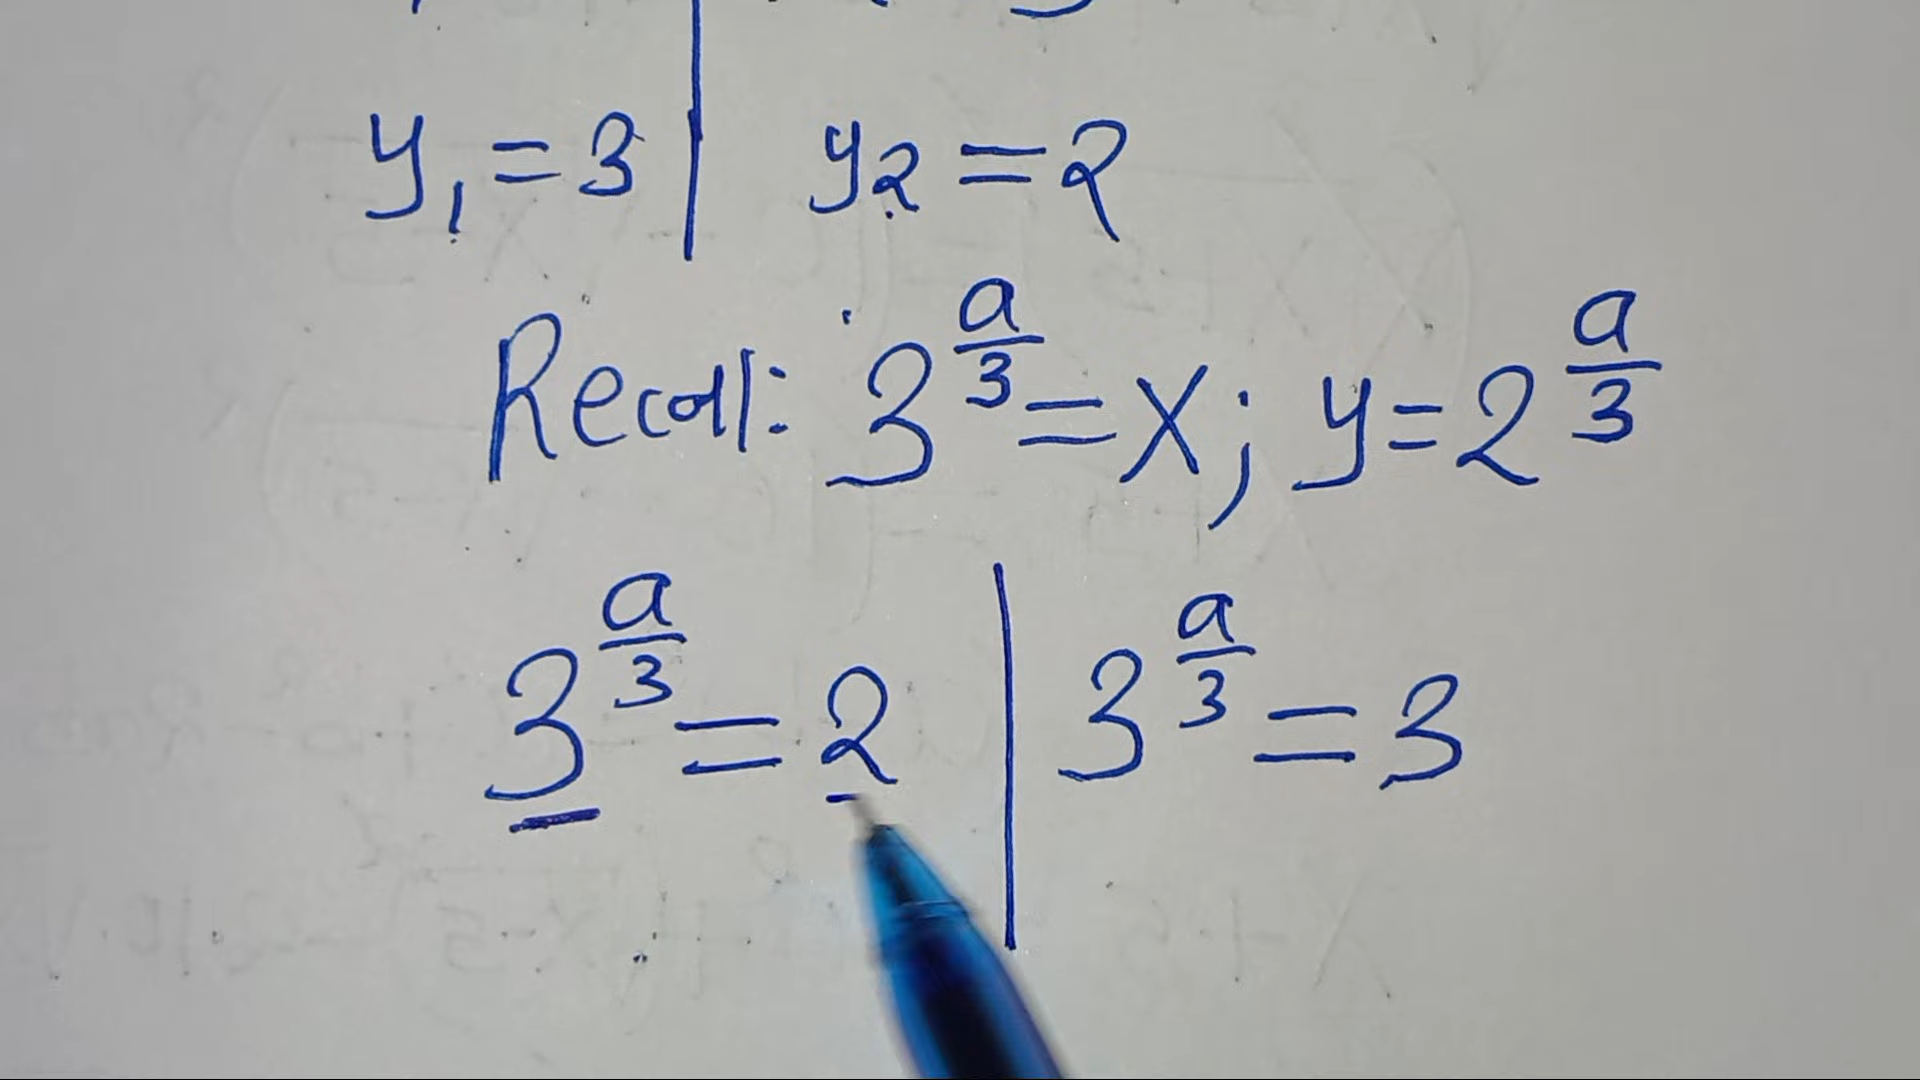 y₁ = 3 | y₂ = 2
Recall: 3^(a/3) = x; y = 2^(a/3)
3^(a/3) = 2 | 3^(a/3) = 3